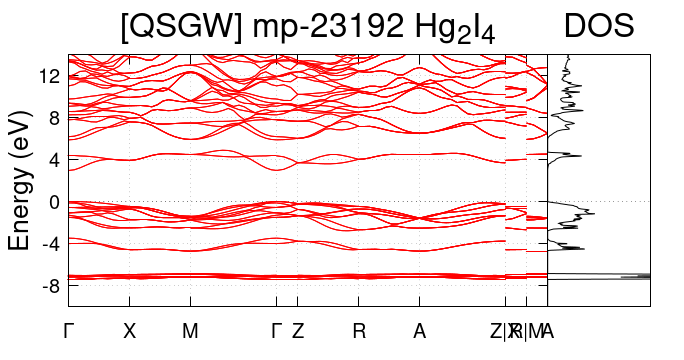 [QSGW] mp-23192 Hg2I4
DOS
Energy (eV)
12
8
4
0
-4
-8
Γ X M Γ Z R A Z|X R|M A